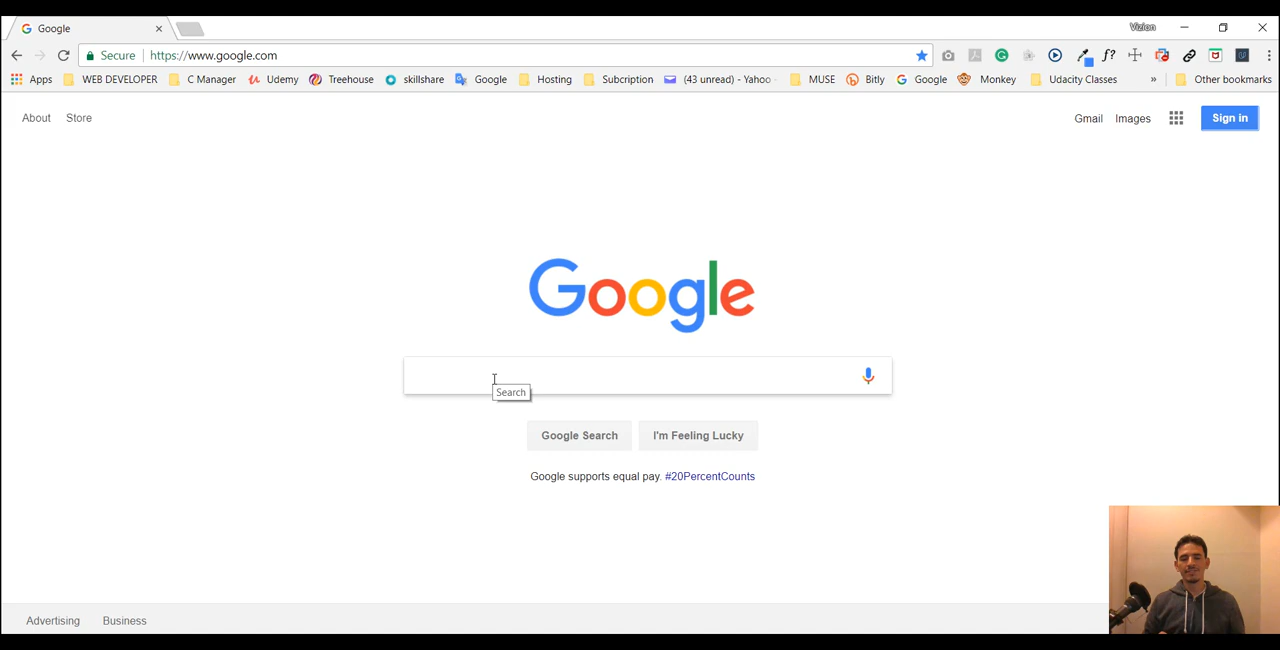 Google
Vizion
Secure https://www.google.com
f?
Apps WEB DEVELOPER C Manager Udemy Treehouse skillshare Google Hosting Subcription (43 unread) - Yahoo MUSE Bitly Google Monkey Udacity Classes » Other bookmarks
About Store Gmail Images Sign in
Google
Search
Google Search I'm Feeling Lucky
Google supports equal pay. #20PercentCounts
Advertising Business